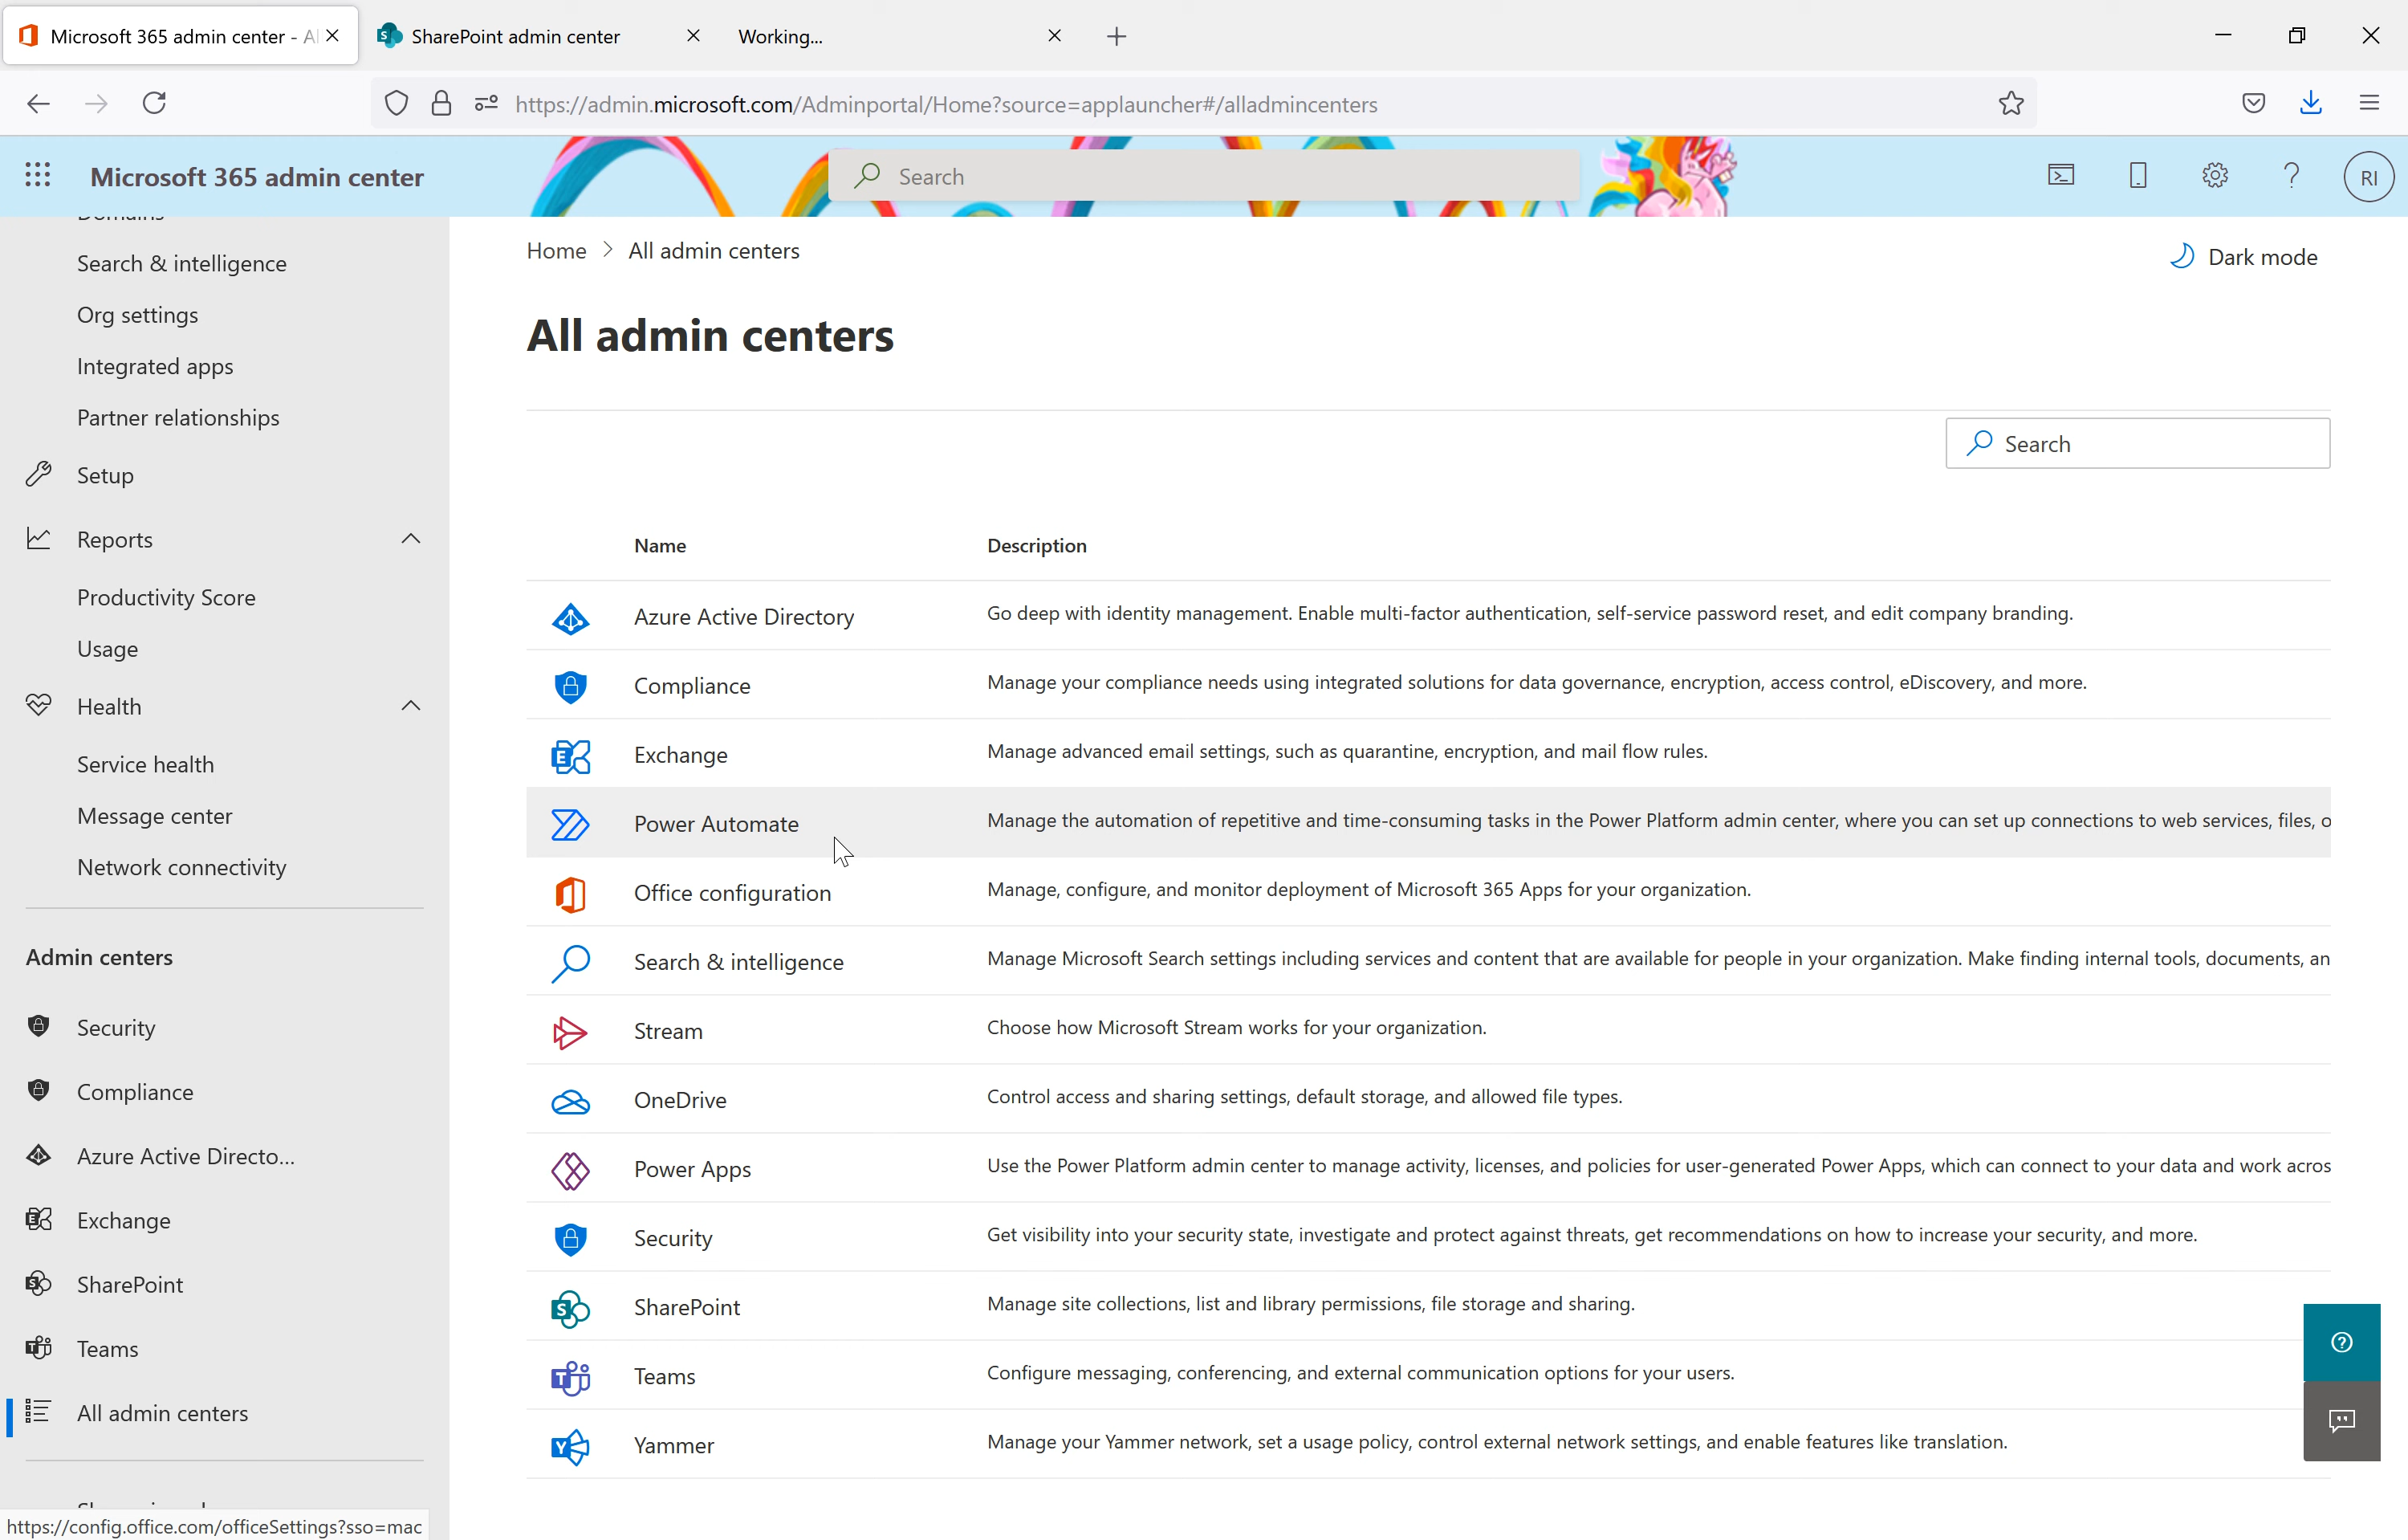 Microsoft 365 admin center - Al
SharePoint admin center
Working...
https://admin.microsoft.com/Adminportal/Home?source=applauncher#/alladmincenters
Microsoft 365 admin center
Search
RI
Domains
Search & intelligence
Org settings
Integrated apps
Partner relationships
Setup
Reports
Productivity Score
Usage
Health
Service health
Message center
Network connectivity
Admin centers
Security
Compliance
Azure Active Directo...
Exchange
SharePoint
Teams
All admin centers
https://config.office.com/officeSettings?sso=mac
Home > All admin centers
Dark mode
All admin centers
Search
Name Description
Azure Active Directory Go deep with identity management. Enable multi-factor authentication, self-service password reset, and edit company branding.
Compliance Manage your compliance needs using integrated solutions for data governance, encryption, access control, eDiscovery, and more.
Exchange Manage advanced email settings, such as quarantine, encryption, and mail flow rules.
Power Automate Manage the automation of repetitive and time-consuming tasks in the Power Platform admin center, where you can set up connections to web services, files, o
Office configuration Manage, configure, and monitor deployment of Microsoft 365 Apps for your organization.
Search & intelligence Manage Microsoft Search settings including services and content that are available for people in your organization. Make finding internal tools, documents, an
Stream Choose how Microsoft Stream works for your organization.
OneDrive Control access and sharing settings, default storage, and allowed file types.
Power Apps Use the Power Platform admin center to manage activity, licenses, and policies for user-generated Power Apps, which can connect to your data and work acros
Security Get visibility into your security state, investigate and protect against threats, get recommendations on how to increase your security, and more.
SharePoint Manage site collections, list and library permissions, file storage and sharing.
Teams Configure messaging, conferencing, and external communication options for your users.
Yammer Manage your Yammer network, set a usage policy, control external network settings, and enable features like translation.